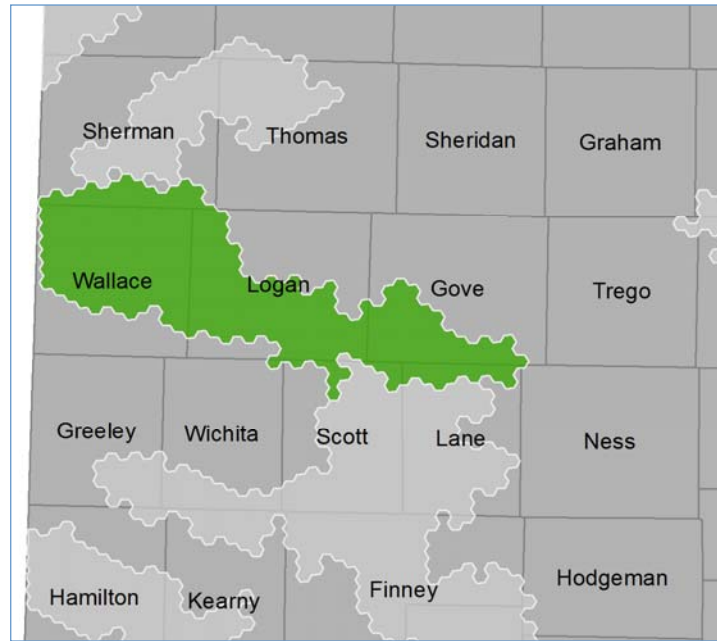 Sherman
Thomas
Sheridan
Graham
Wallace
Logan
Gove
Trego
Greeley
Wichita
Scott
Lane
Ness
Hamilton
Kearny
Finney
Hodgeman